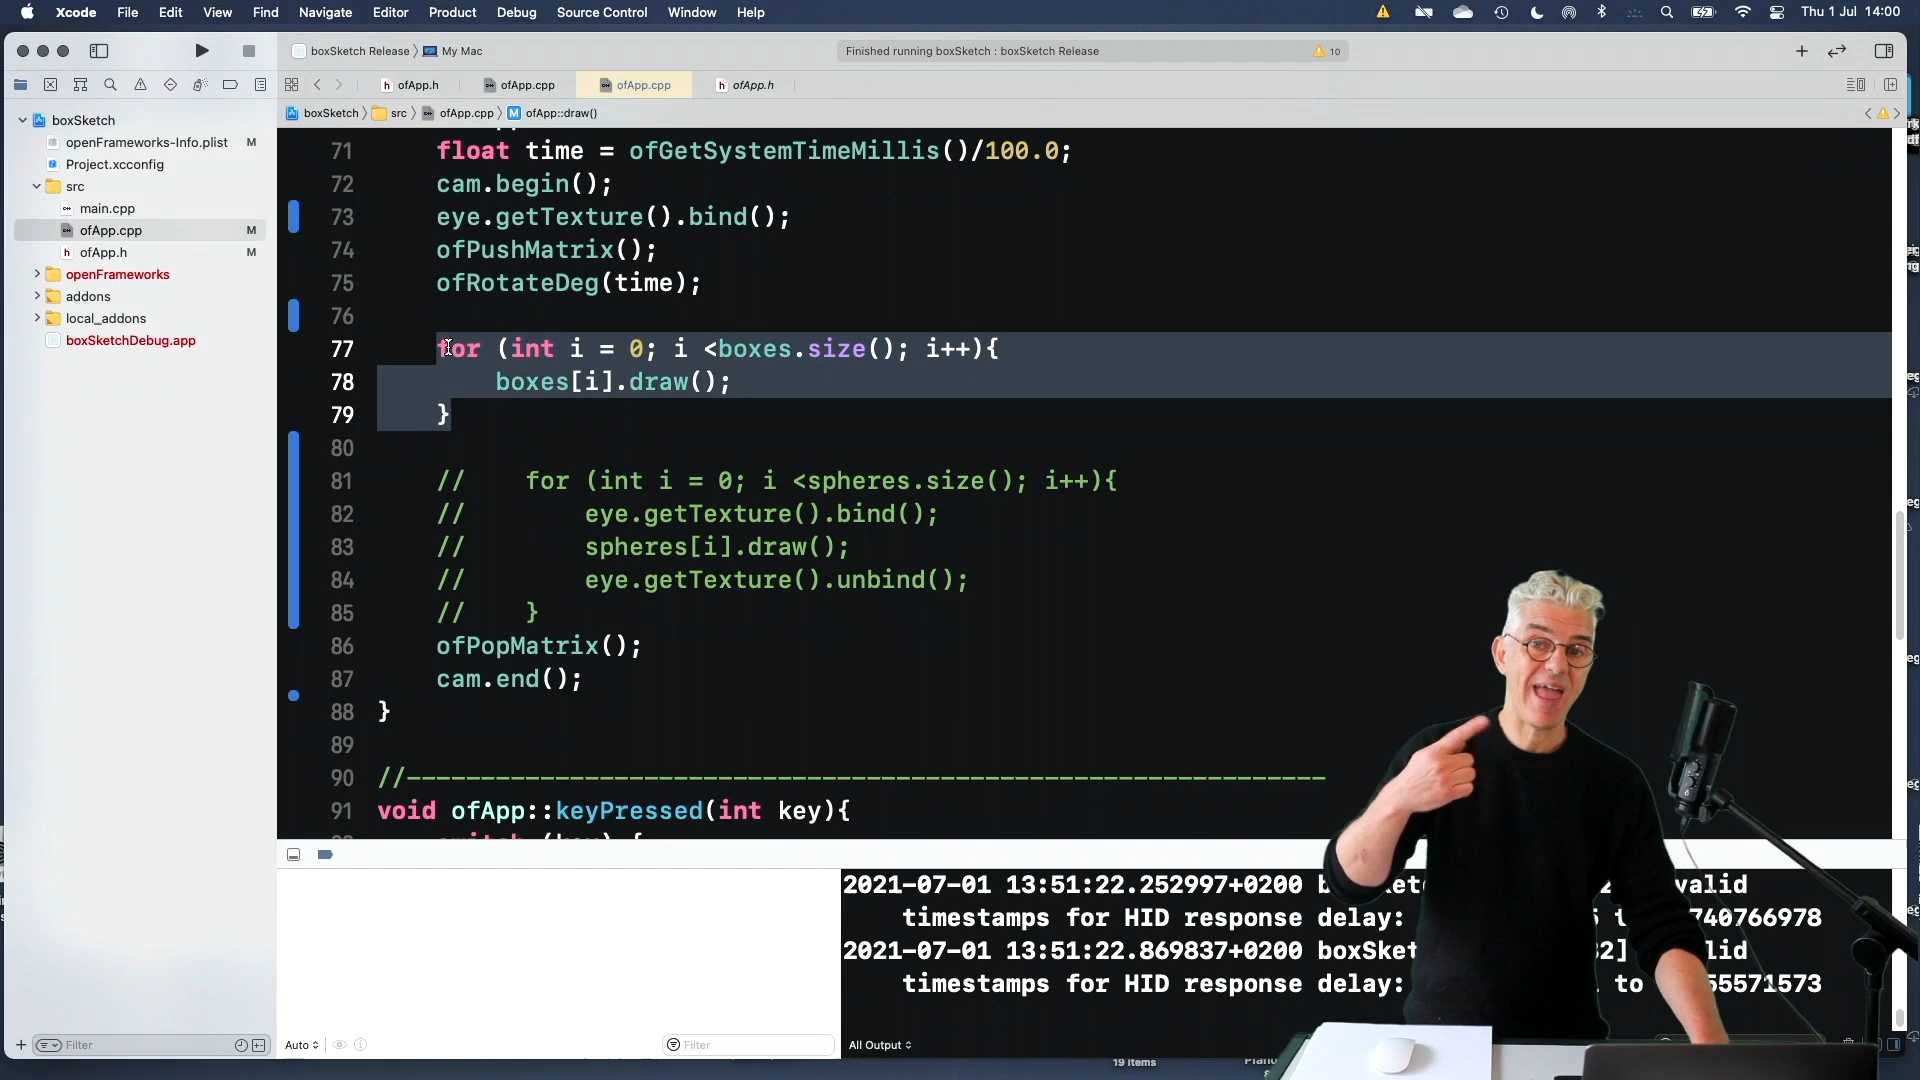 Xcode File Edit View Find Navigate Editor Product Debug Source Control Window Help Thu 1 Jul 14:00
boxSketch Release My Mac Finished running boxSketch : boxSketch Release 10
ofApp.h ofApp.cpp ofApp.cpp ofApp.h
boxSketch src ofApp.cpp M ofApp::draw()
boxSketch
openFrameworks-Info.plist M
Project.xcconfig
src
main.cpp
ofApp.cpp M
ofApp.h M
openFrameworks
addons
local_addons
boxSketchDebug.app
71 float time = ofGetSystemTimeMillis()/100.0;
72 cam.begin();
73 eye.getTexture().bind();
74 ofPushMatrix();
75 ofRotateDeg(time);
76
77 for (int i = 0; i <boxes.size(); i++){
78 boxes[i].draw();
79 }
80
81 // for (int i = 0; i <spheres.size(); i++){
82 // eye.getTexture().bind();
83 // spheres[i].draw();
84 // eye.getTexture().unbind();
85 // }
86 ofPopMatrix();
87 cam.end();
88 }
89
90 //--------------------------------------------------------------
91 void ofApp::keyPressed(int key){
2021-07-01 13:51:22.252997+0200
timestamps for HID response delay: 740766978
2021-07-01 13:51:22.869837+0200 boxSket
timestamps for HID response delay: to 55571573
Filter
Auto
Filter
All Output
19 items